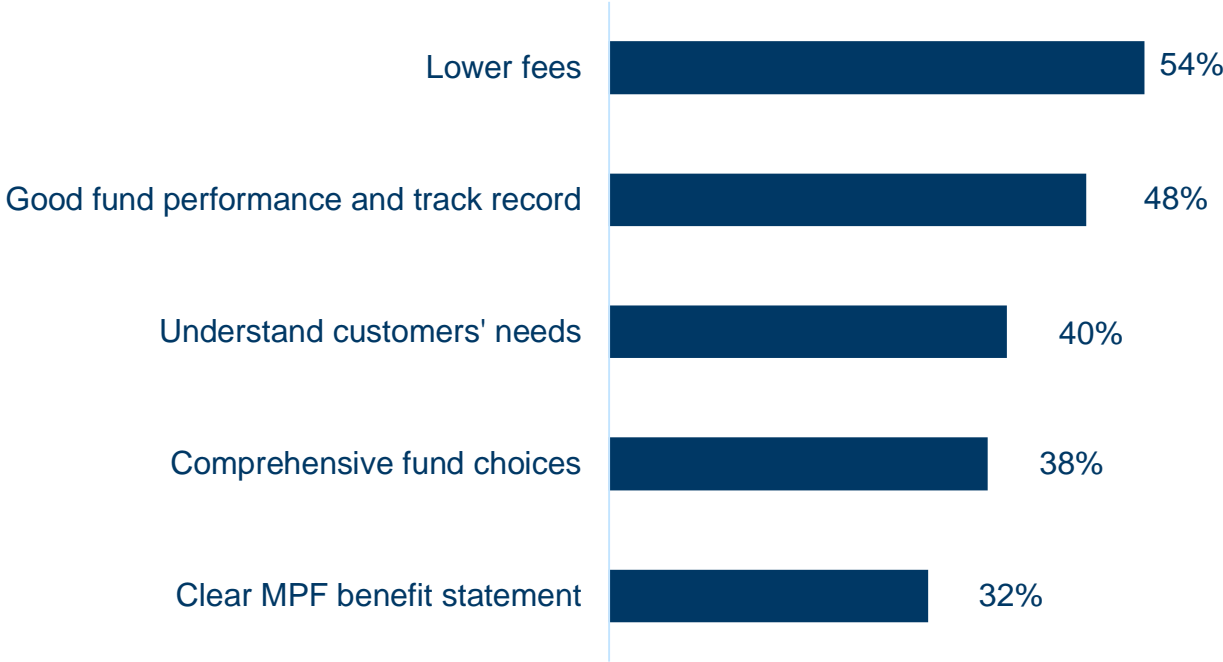 Lower fees 54%
Good fund performance and track record 48%
Understand customers' needs 40%
Comprehensive fund choices 38%
Clear MPF benefit statement 32%